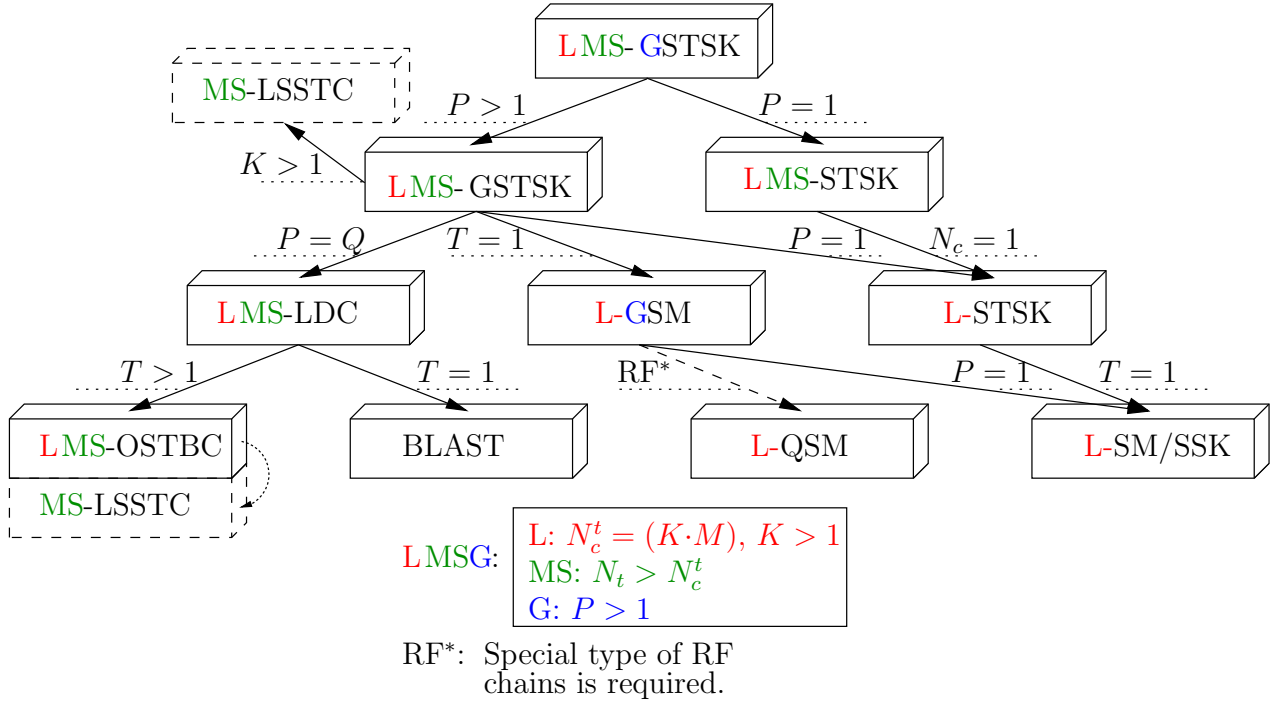 LMS-GSTSK
MS-LSSTC
P > 1
P = 1
K > 1
LMS-GSTSK
LMS-STSK
P = Q
T = 1
P = 1
N_c = 1
LMS-LDC
L-GSM
L-STSK
T > 1
T = 1
RF*
P = 1
T = 1
LMS-OSTBC
BLAST
L-QSM
L-SM/SSK
MS-LSSTC
LMSG:
L: N_c^t = (K·M), K > 1
MS: N_t > N_c^t
G: P > 1
RF*: Special type of RF
chains is required.